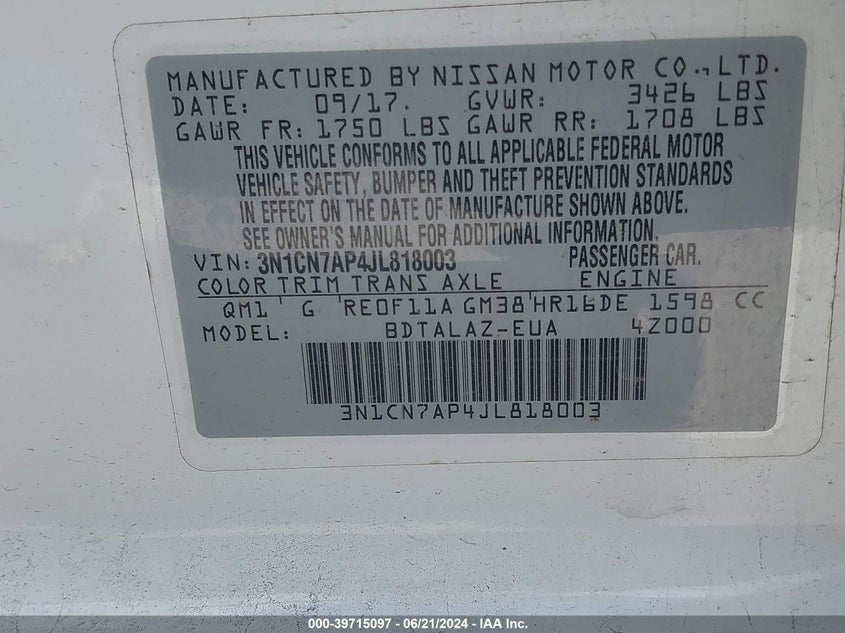 MANUFACTURED BY NISSAN MOTOR CO., LTD.
DATE: 09/17. GVWR: 3426 LBS
GAWR FR: 1750 LBS GAWR RR: 1708 LBS
THIS VEHICLE CONFORMS TO ALL APPLICABLE FEDERAL MOTOR
VEHICLE SAFETY, BUMPER AND THEFT PREVENTION STANDARDS
IN EFFECT ON THE DATE OF MANUFACTURE SHOWN ABOVE.
SEE OWNER'S MANUAL FOR ADDITIONAL INFORMATION.
VIN: 3N1CN7AP4JL818003 PASSENGER CAR.
COLOR TRIM TRANS AXLE ENGINE
QM1 G RE0F11A GM38 HR16DE 1598 CC
MODEL: BDTALAZ-EUA 4Z000
3N1CN7AP4JL818003
000-39715097 - 06/21/2024 - IAA Inc.